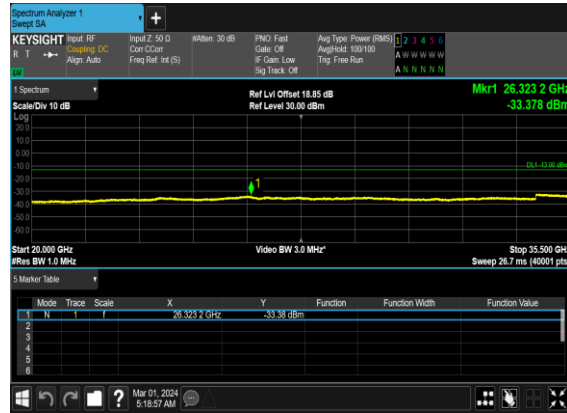 Spectrum Analyzer 1
Swept SA
KEYSIGHT Input: RF Input Z: 50 Ω #Atten: 30 dB PNO: Fast Avg Type: Power (RMS) 1 2 3 4 5 6
R T Coupling: DC Corr CCorr Gate: Off Avg|Hold: 100/100 A W W W W W
Align: Auto Freq Ref: Int (S) IF Gain: Low Trig: Free Run
Sig Track: Off A N N N N N
1 Spectrum
Ref Lvl Offset 18.85 dB Mkr1 26.323 2 GHz
Scale/Div 10 dB Ref Level 30.00 dBm -33.378 dBm
Log
20.0
10.0
0.00
-10.0
DL1 -13.00 dBm
-20.0
1
-30.0
-40.0
-50.0
-60.0
Start 20.000 GHz Video BW 3.0 MHz* Stop 35.500 GHz
#Res BW 1.0 MHz Sweep 26.7 ms (40001 pts)
5 Marker Table
Mode Trace Scale X Y Function Function Width Function Value
1 N 1 f 26.323 2 GHz -33.38 dBm
2
3
4
5
6
? Mar 01, 2024
5:18:57 AM